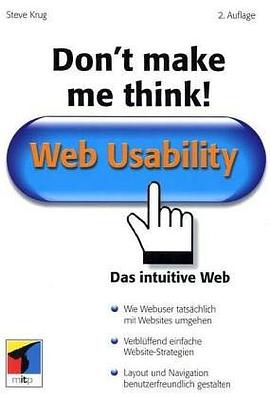 Steve Krug
2. Auflage
Don't make
me think!
Web Usability
Das intuitive Web
Wie Webuser tatsächlich
mit Websites umgehen
Verblüffend einfache
Website-Strategien
Layout und Navigation
benutzerfreundlich gestalten
mitp